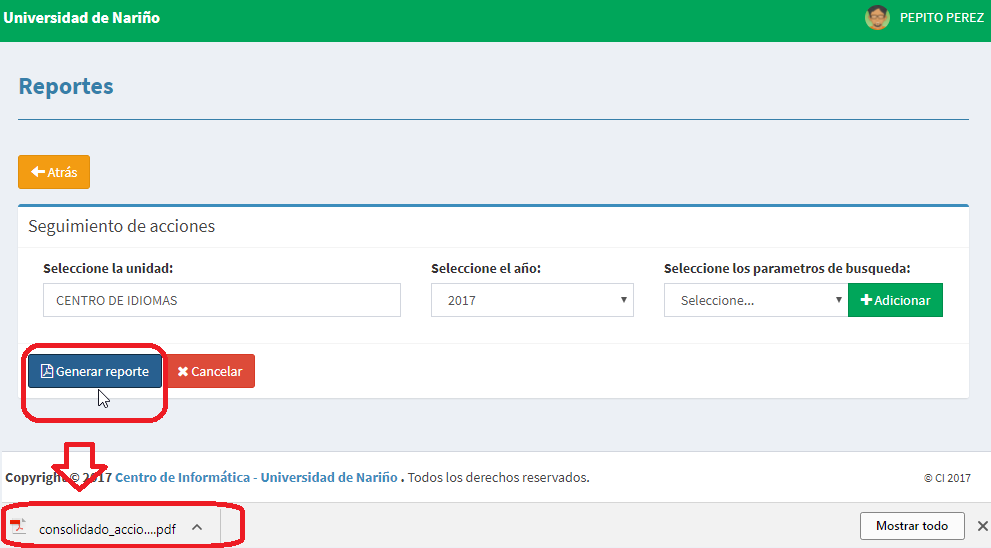 Universidad de Nariño
PEPITO PEREZ
Reportes
Atrás
Seguimiento de acciones
Seleccione la unidad: Seleccione el año: Seleccione los parametros de busqueda:
CENTRO DE IDIOMAS 2017 Seleccione... Adicionar
Generar reporte Cancelar
Copyright © 2017 Centro de Informática - Universidad de Nariño . Todos los derechos reservados. © CI 2017
consolidado_accio....pdf Mostrar todo